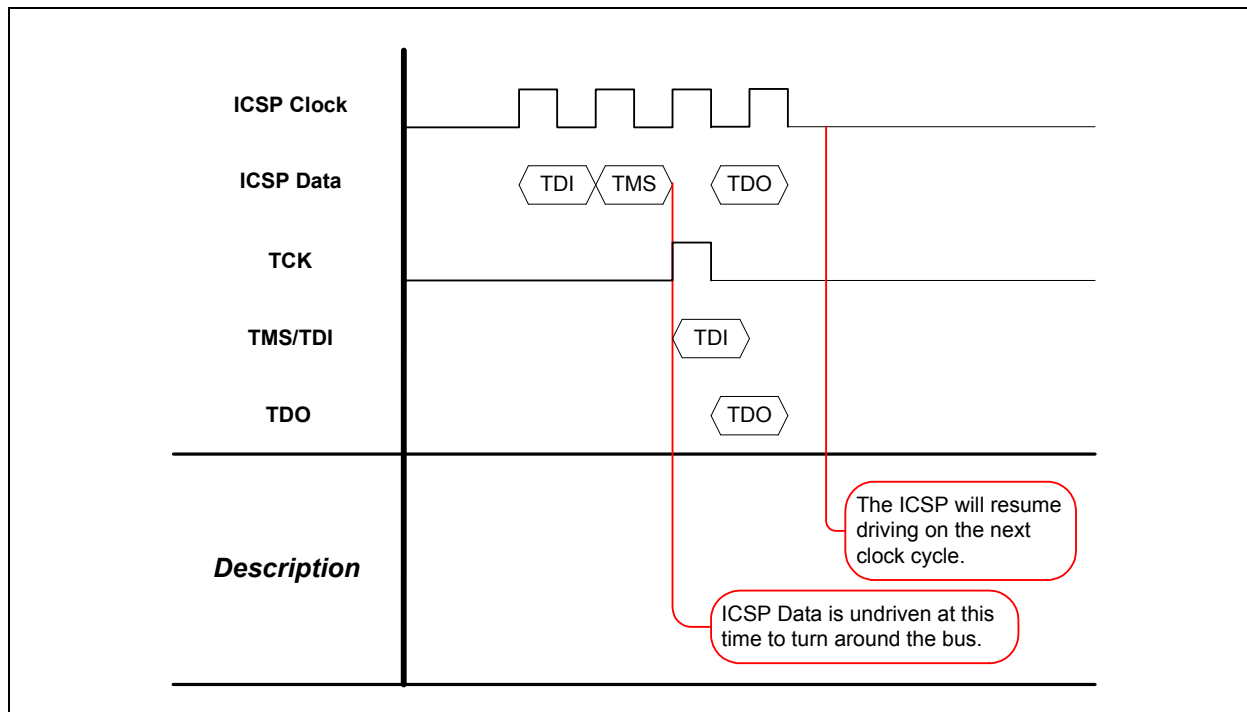 ICSP Clock
ICSP Data
TDI
TMS
TDO
TCK
TMS/TDI
TDI
TDO
TDO
Description
The ICSP will resume
driving on the next
clock cycle.
ICSP Data is undriven at this
time to turn around the bus.